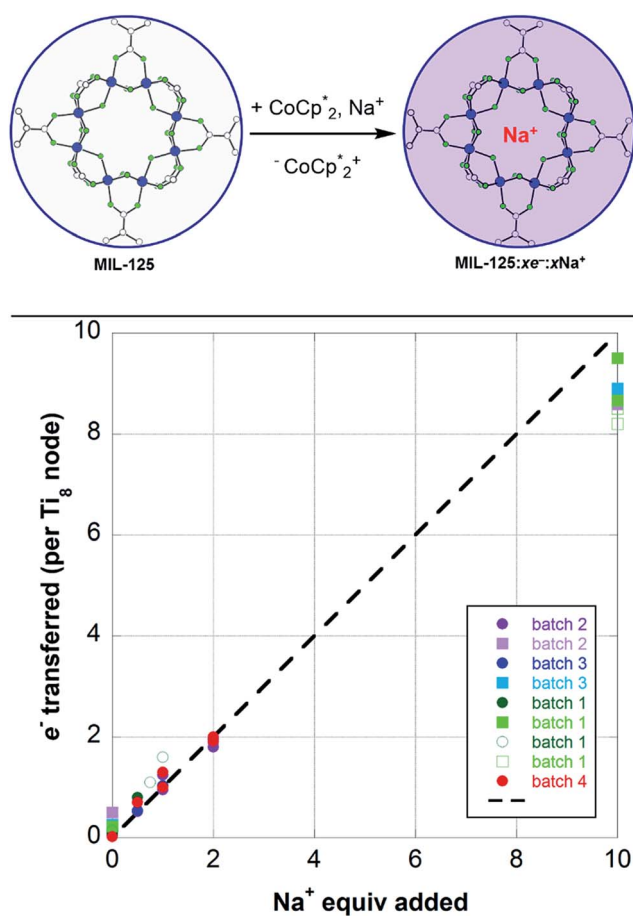 + CoCp*2, Na+
- CoCp*2+
Na+
MIL-125
MIL-125:xe–:xNa+
10
8
6
4
2
0
e- transferred (per Ti8 node)
batch 2
batch 2
batch 3
batch 3
batch 1
batch 1
batch 1
batch 1
batch 4
0
2
4
6
8
10
Na+ equiv added